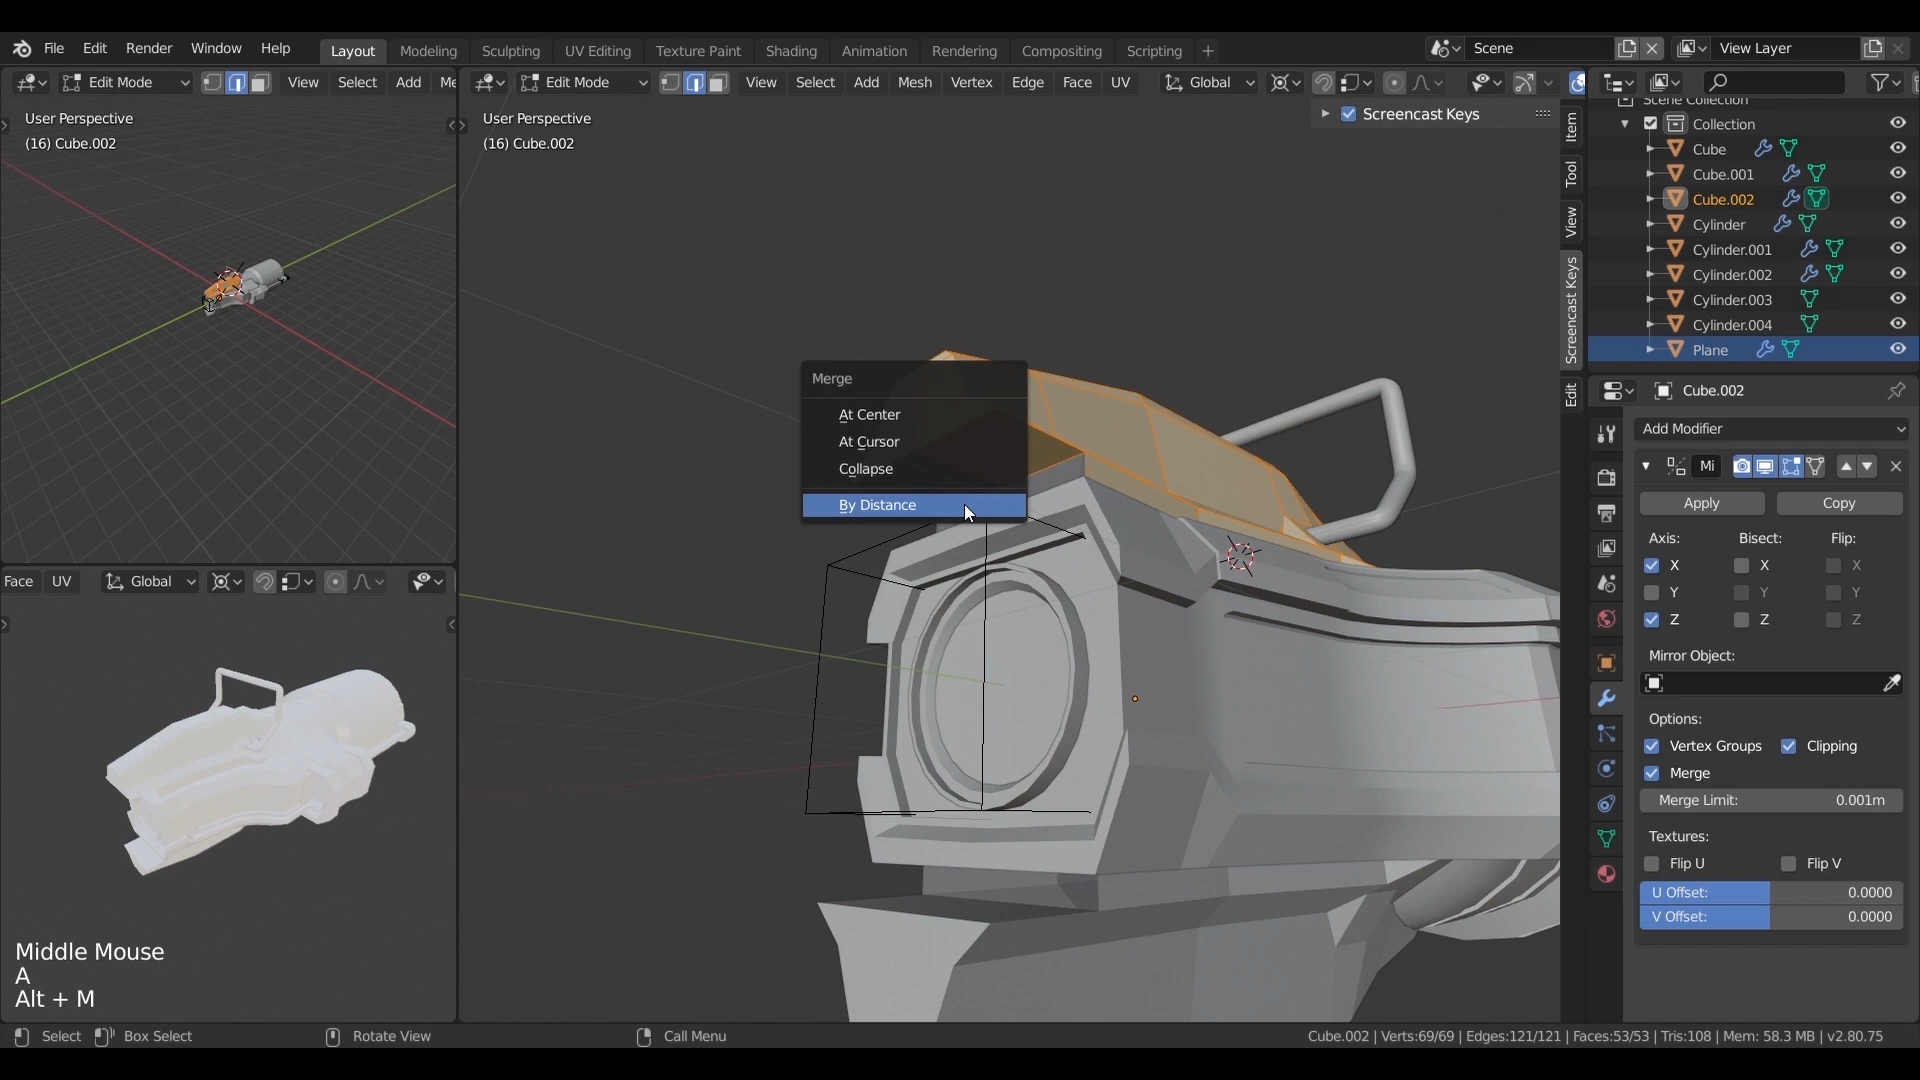 File Edit Render Window Help Layout Modeling Sculpting UV Editing Texture Paint Shading Animation Rendering Compositing Scripting Scene View Layer
Edit Mode View Select Add Me
Edit Mode View Select Add Mesh Vertex Edge Face UV Global
User Perspective
(16) Cube.002
User Perspective
(16) Cube.002
Screencast Keys
Item
Tool
View
Screencast Keys
Edit
Scene Collection
Collection
Cube
Cube.001
Cube.002
Cylinder
Cylinder.001
Cylinder.002
Cylinder.003
Cylinder.004
Plane
Merge
At Center
At Cursor
Collapse
By Distance
Face UV Global
Middle Mouse
A
Alt + M
Cube.002
Add Modifier
Mi
Apply Copy
Axis: Bisect: Flip:
X X X
Y Y Y
Z Z Z
Mirror Object:
Options:
Vertex Groups Clipping
Merge
Merge Limit: 0.001m
Textures:
Flip U Flip V
U Offset: 0.0000
V Offset: 0.0000
Select Box Select Rotate View Call Menu Cube.002 | Verts:69/69 | Edges:121/121 | Faces:53/53 | Tris:108 | Mem: 58.3 MB | v2.80.75